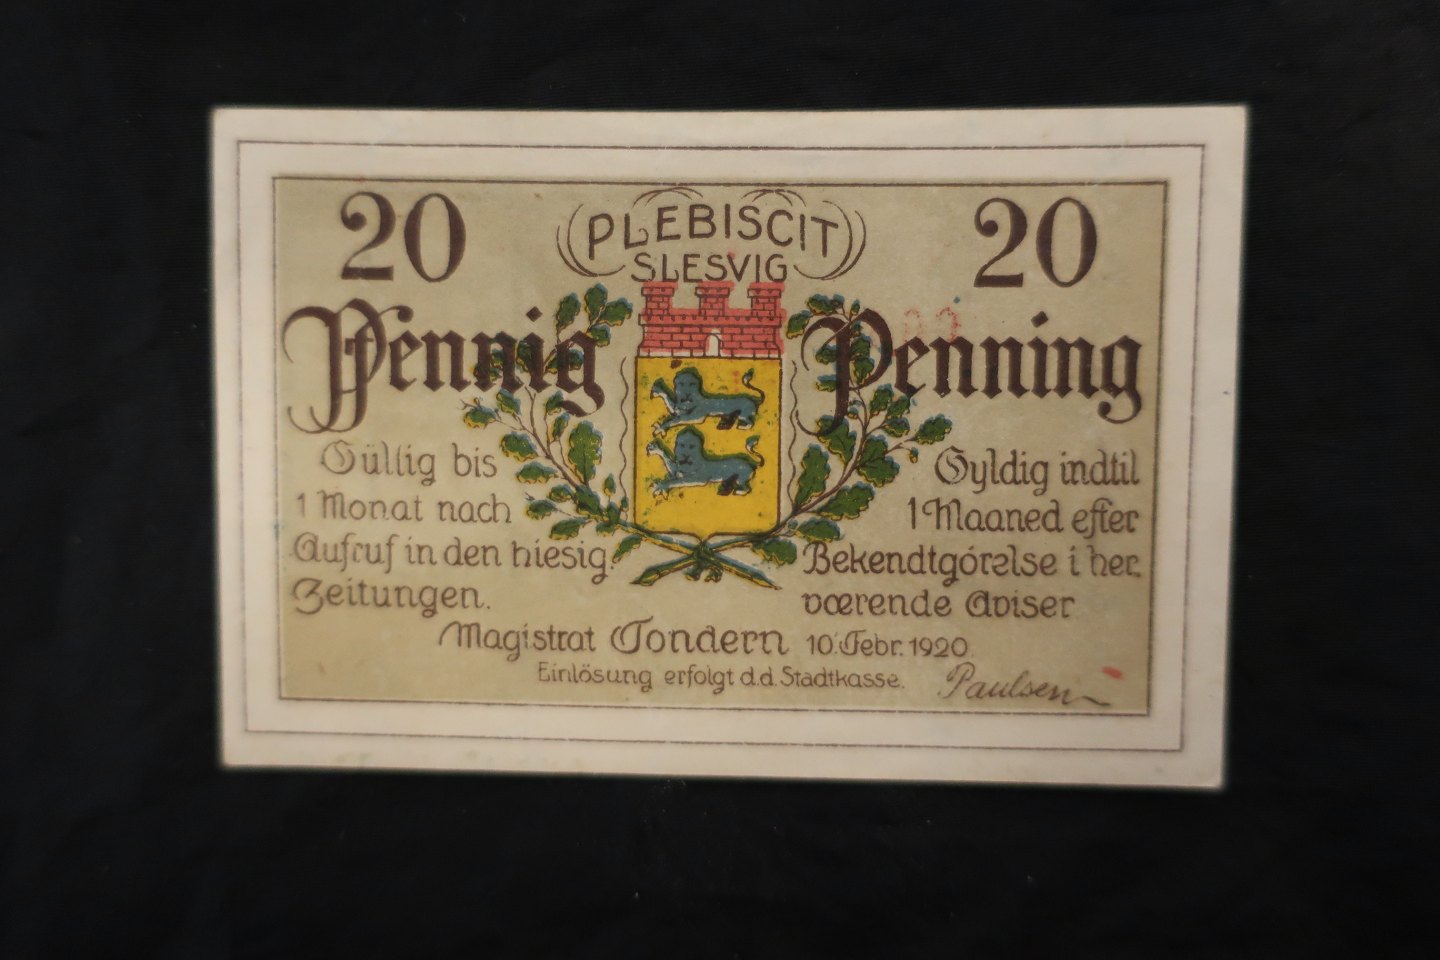 PLEBISCIT
SLESVIG
20 20
Pfennig Penning
Gültig bis
1 Monat nach
Aufruf in den hiesig.
Zeitungen.
Gyldig indtil
1 Maaned efter
Bekendtgórelse i her
værende Aviser
Magistrat Tondern 10. Febr. 1920.
Einlösung erfolgt d.d. Stadtkasse.
Paulsen